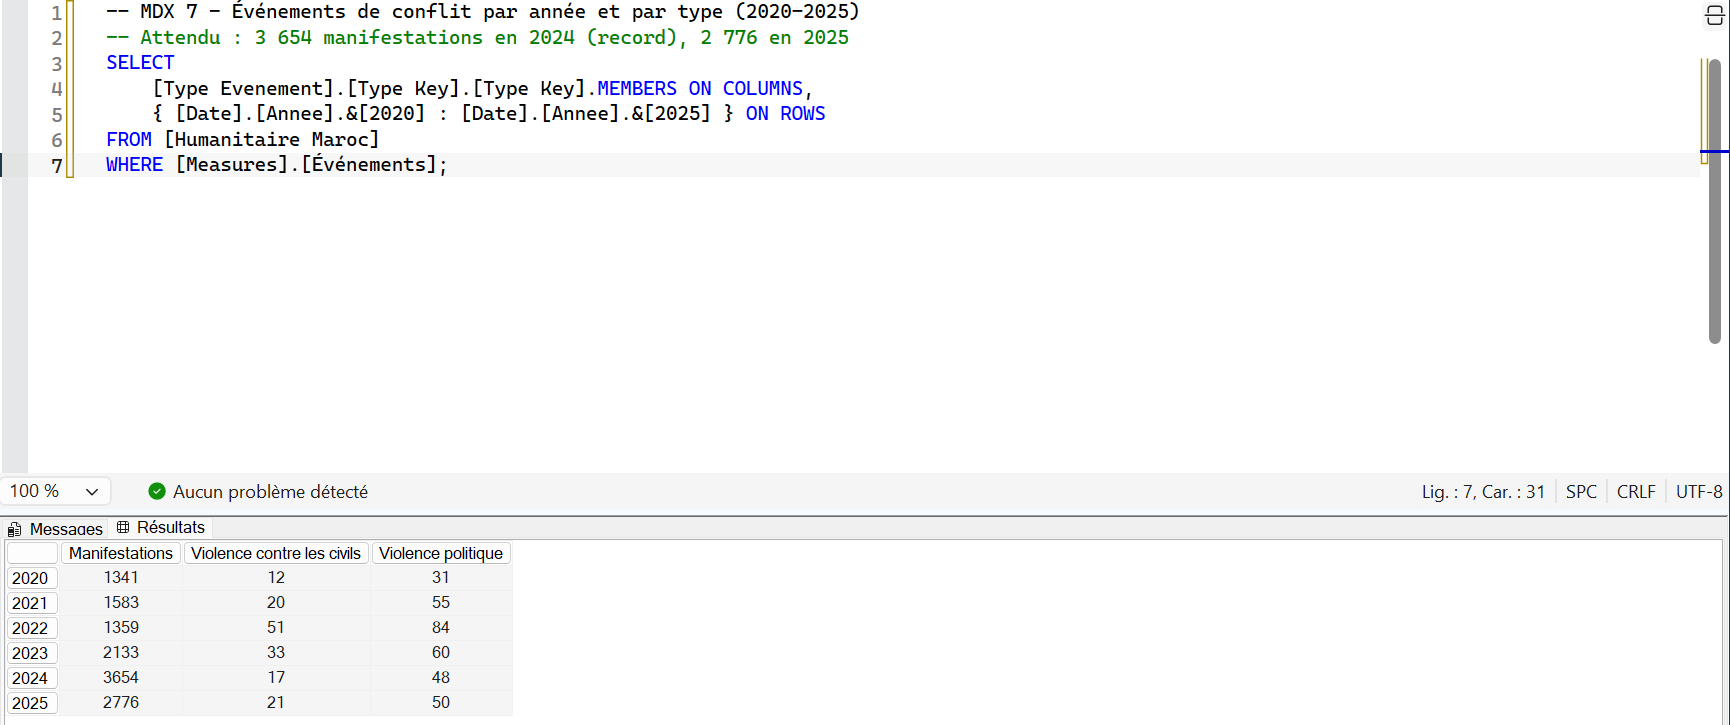 1 -- MDX 7 - Événements de conflit par année et par type (2020-2025)
2 -- Attendu : 3 654 manifestations en 2024 (record), 2 776 en 2025
3 SELECT
4 [Type Evenement].[Type Key].[Type Key].MEMBERS ON COLUMNS,
5 { [Date].[Annee].&[2020] : [Date].[Annee].&[2025] } ON ROWS
6 FROM [Humanitaire Maroc]
7 WHERE [Measures].[Événements];
100 % Aucun problème détecté Lig. : 7, Car. : 31 SPC CRLF UTF-8
Messages Résultats
Manifestations Violence contre les civils Violence politique
2020 1341 12 31
2021 1583 20 55
2022 1359 51 84
2023 2133 33 60
2024 3654 17 48
2025 2776 21 50